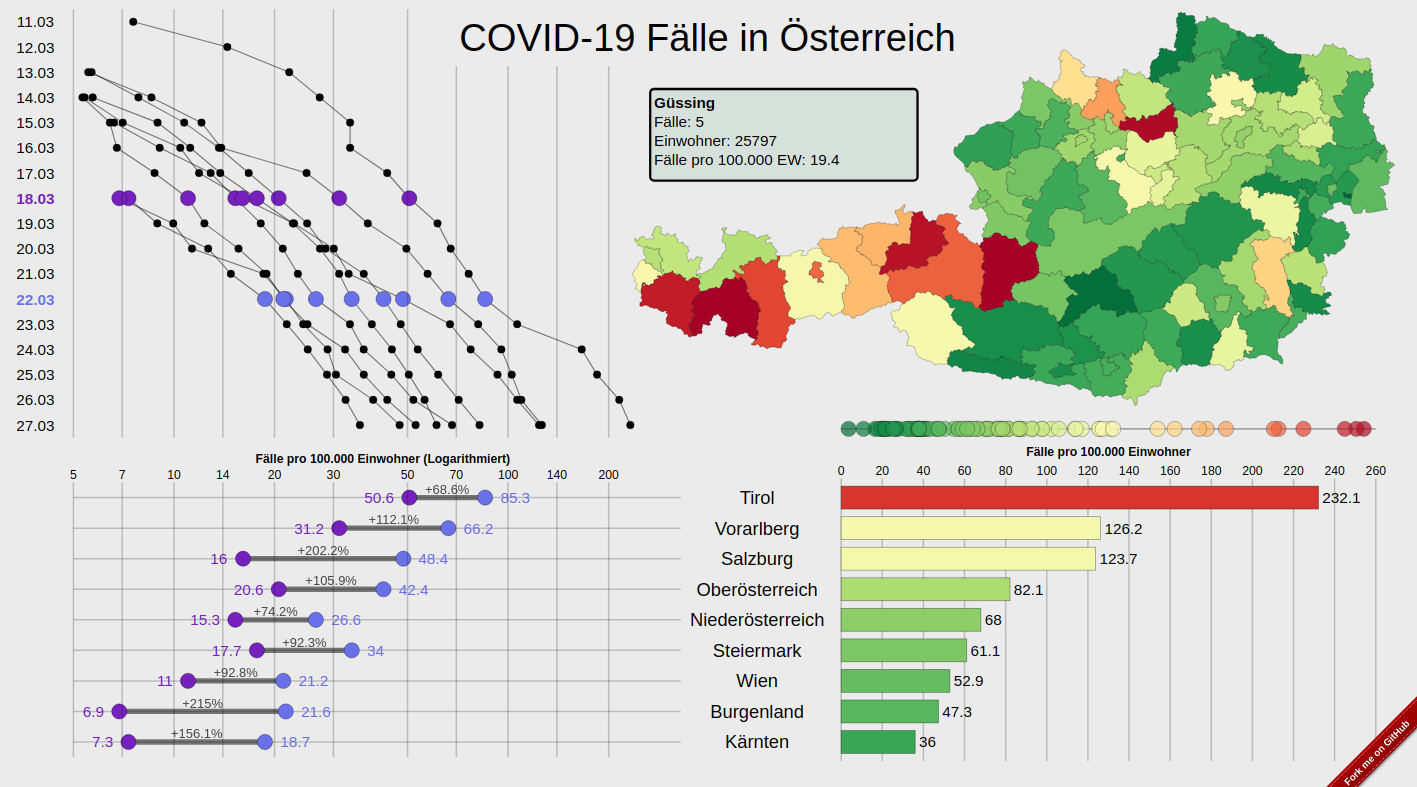 COVID-19 Fälle in Österreich
11.03
12.03
13.03
14.03
15.03
16.03
17.03
18.03
19.03
20.03
21.03
22.03
23.03
24.03
25.03
26.03
27.03
Güssing
Fälle: 5
Einwohner: 25797
Fälle pro 100.000 EW: 19.4
Fälle pro 100.000 Einwohner (Logarithmiert)
5 7 10 14 20 30 50 70 100 140 200
50.6 +68.6% 85.3
31.2 +112.1% 66.2
16 +202.2% 48.4
20.6 +105.9% 42.4
15.3 +74.2% 26.6
17.7 +92.3% 34
11 +92.8% 21.2
6.9 +215% 21.6
7.3 +156.1% 18.7
Fälle pro 100.000 Einwohner
0 20 40 60 80 100 120 140 160 180 200 220 240 260
Tirol 232.1
Vorarlberg 126.2
Salzburg 123.7
Oberösterreich 82.1
Niederösterreich 68
Steiermark 61.1
Wien 52.9
Burgenland 47.3
Kärnten 36
Fork me on GitHub